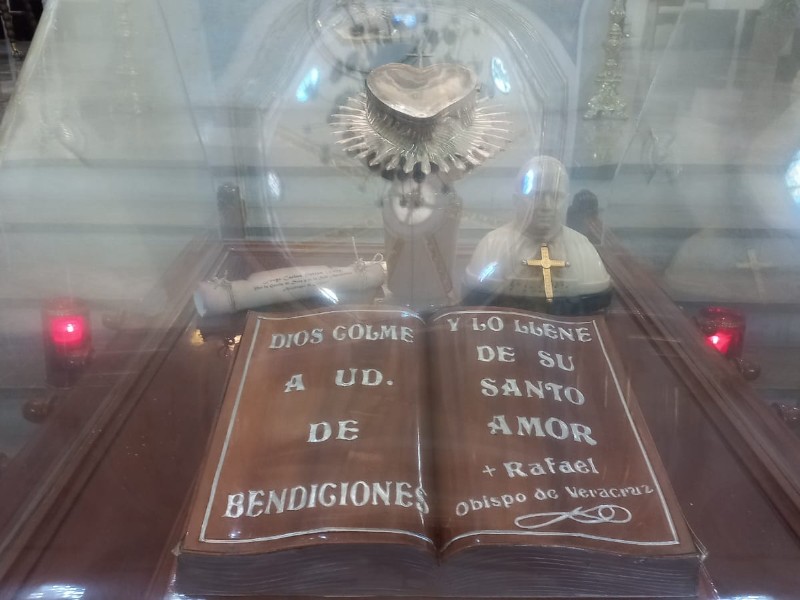 DIOS COLME
A UD.
DE
BENDICIONES
Y LO LLENE
DE SU
SANTO
AMOR
+ Rafael
Obispo de Veracruz